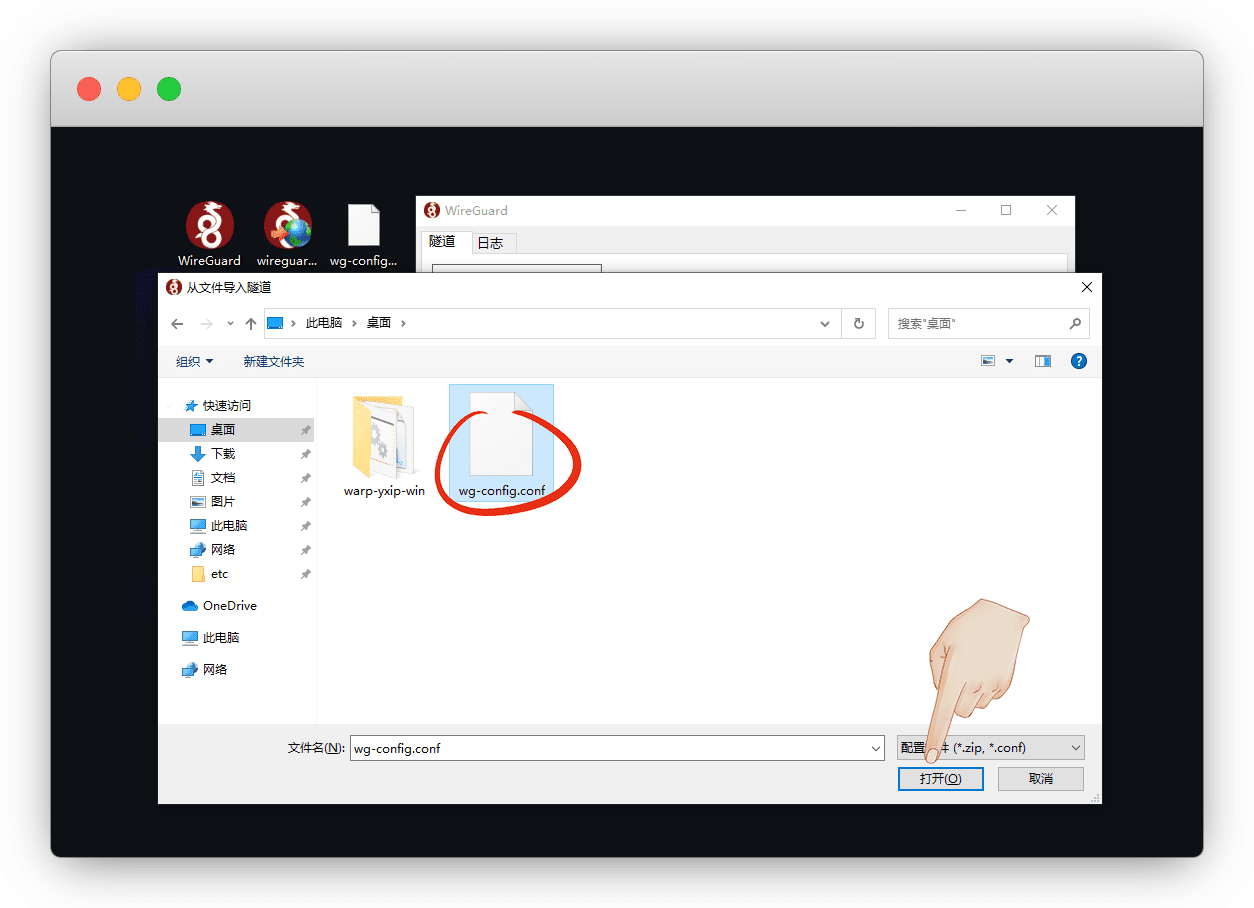 WireGuard
wireguar...
wg-config...
WireGuard
隧道
日志
从文件导入隧道
此电脑
桌面
搜索"桌面"
组织
新建文件夹
快速访问
桌面
下载
文档
图片
此电脑
网络
etc
OneDrive
此电脑
网络
warp-yxip-win
wg-config.conf
文件名(N):
wg-config.conf
配置 (*.zip, *.conf)
打开(O)
取消